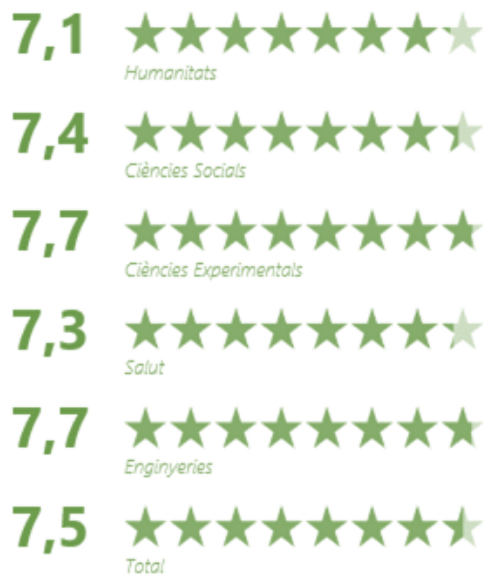 7,1
Humanitats
7,4
Ciències Socials
7,7
Ciències Experimentals
7,3
Salut
7,7
Enginyeries
7,5
Total